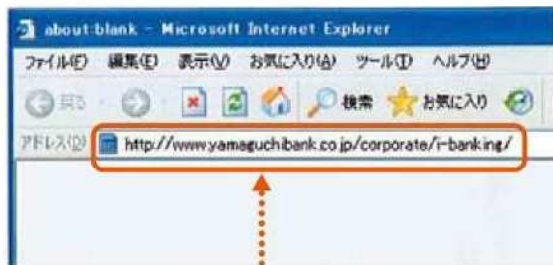 about:blank - Microsoft Internet Explorer
ファイル(F) 編集(E) 表示(V) お気に入り(A) ツール(T) ヘルプ(H)
戻る 検索 お気に入り
アドレス(D) http://www.yamaguchibank.co.jp/corporate/i-banking/